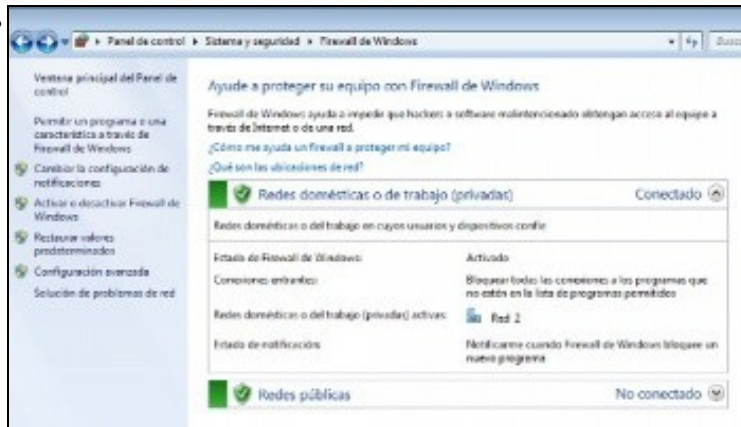 Panel de control ▸ Sistema y seguridad ▸ Firewall de Windows
Ventana principal del Panel de
control
Permitir un programa o una
característica a través de
Firewall de Windows
Cambiar la configuración de
notificaciones
Activar o desactivar Firewall de
Windows
Restaurar valores
predeterminados
Configuración avanzada
Solución de problemas de red
Ayude a proteger su equipo con Firewall de Windows
Firewall de Windows ayuda a impedir que hackers o software malintencionado obtengan acceso al equipo a
través de Internet o de una red.
¿Cómo me ayuda un firewall a proteger mi equipo?
¿Qué son las ubicaciones de red?
Redes domésticas o de trabajo (privadas) Conectado
Redes domésticas o del trabajo en cuyos usuarios y dispositivos confíe
Estado de Firewall de Windows: Activado
Conexiones entrantes: Bloquear todas las conexiones a los programas que
no estén en la lista de programas permitidos
Redes domésticas o del trabajo (privadas) activas: Red 2
Estado de notificación: Notificarme cuando Firewall de Windows bloquee un
nuevo programa
Redes públicas No conectado